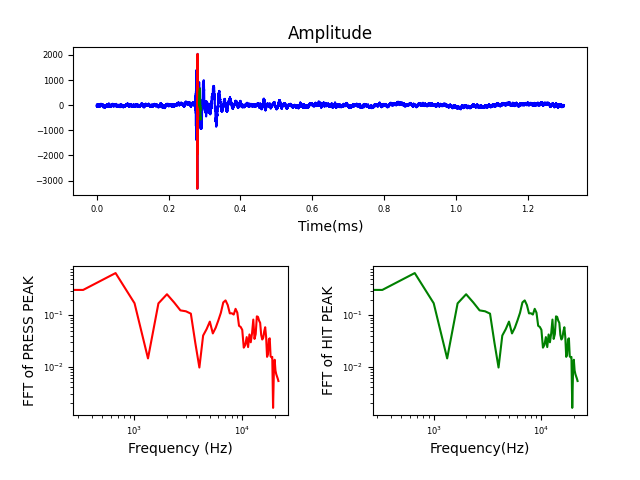 Amplitude
2000
1000
0
−1000
−2000
−3000
0.0 0.2 0.4 0.6 0.8 1.0 1.2
Time(ms)
FFT of PRESS PEAK
10⁻¹
10⁻²
10³ 10⁴
Frequency (Hz)
FFT of HIT PEAK
10⁻¹
10⁻²
10³ 10⁴
Frequency(Hz)